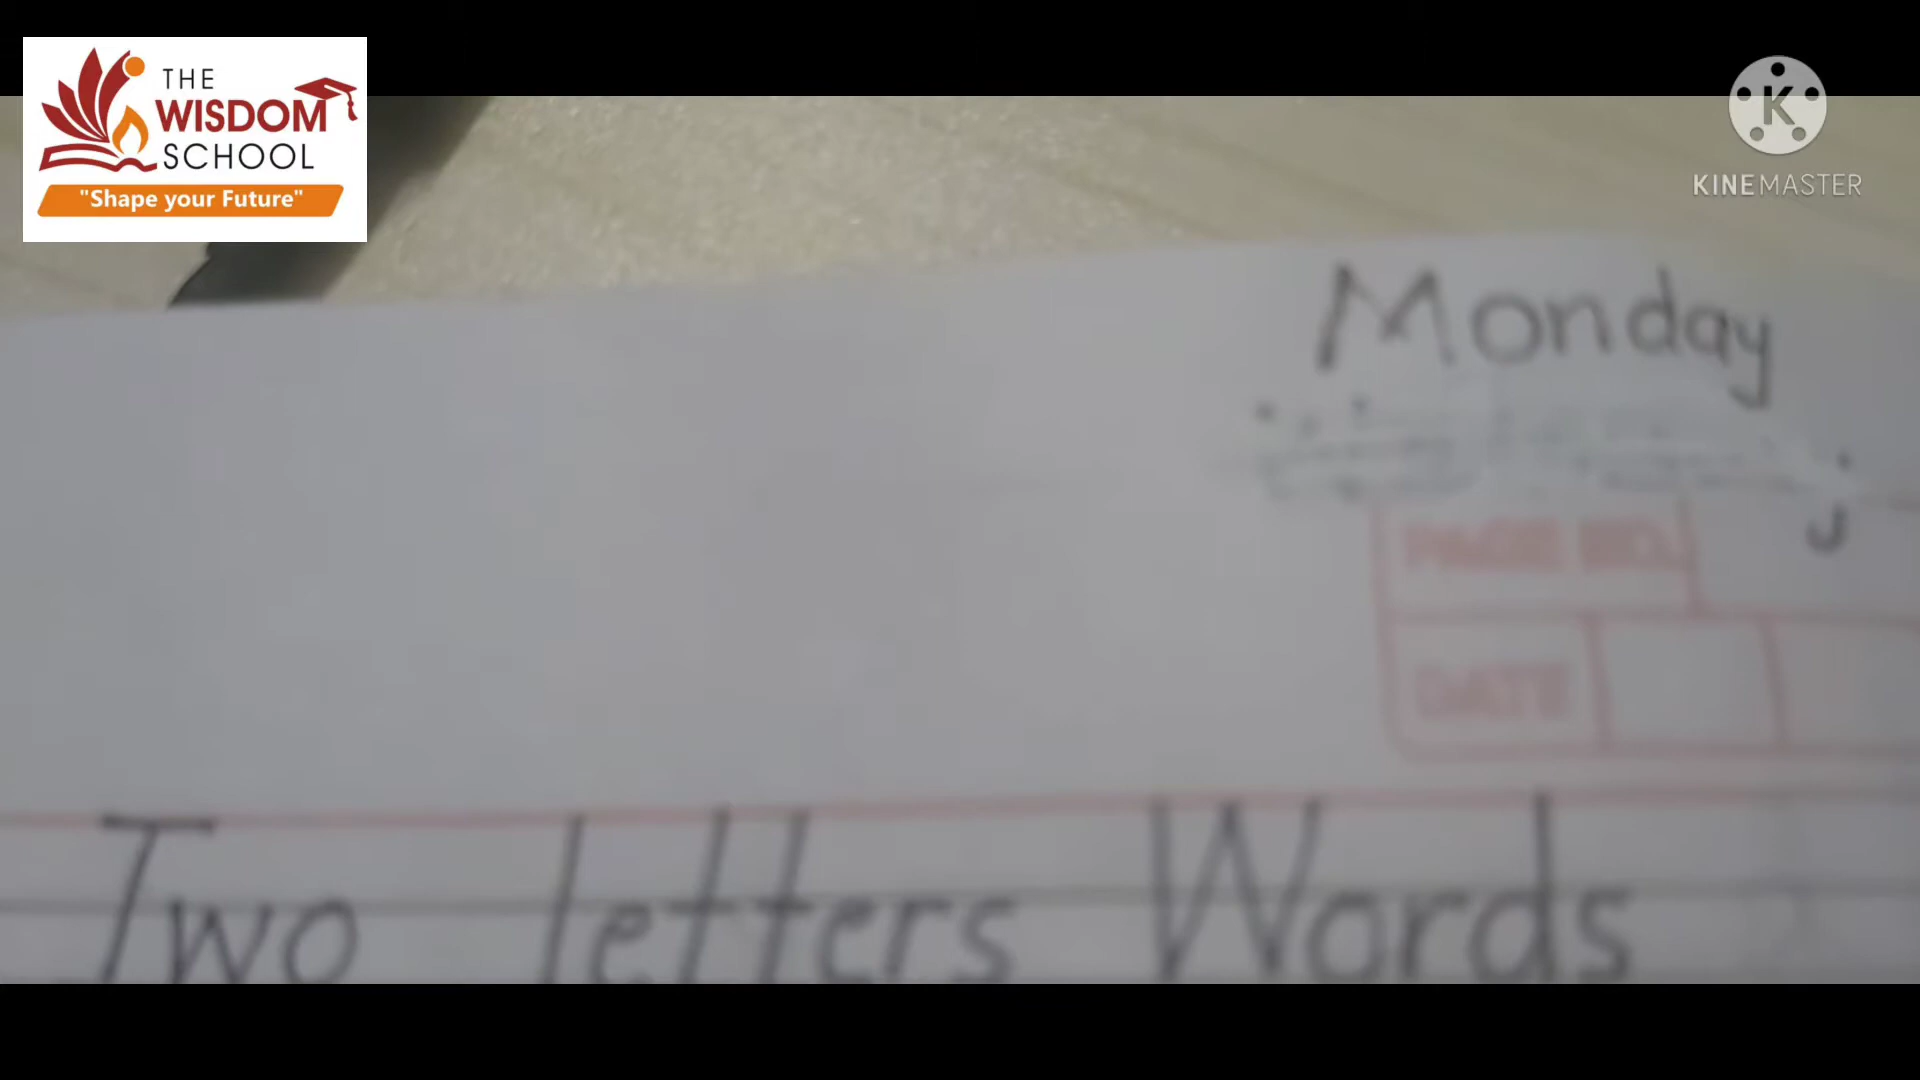 THE
WISDOM
SCHOOL
"Shape your Future"
K
KINEMASTER
Monday
PAGE NO.
DATE
Two letters Words